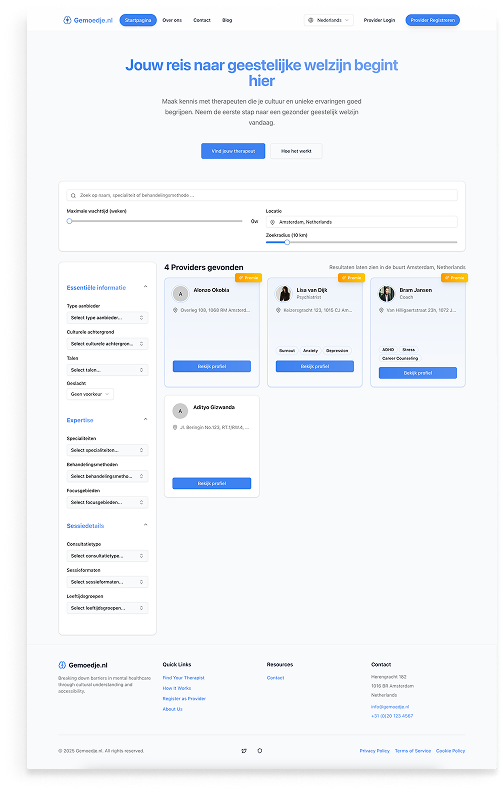 Gemoedje.nl Startpagina Over ons Contact Blog Nederlands Provider Login Provider Registreren
Jouw reis naar geestelijke welzijn begint
hier
Maak kennis met therapeuten die je cultuur en unieke ervaringen goed
begrijpen. Neem de eerste stap naar een gezonder geestelijk welzijn
vandaag.
Vind jouw therapeut Hoe het werkt
Zoek op naam, specialiteit of behandelingsmethode ...
Maximale wachttijd (weken)
0w
Locatie
Amsterdam, Netherlands
Zoekradius (10 km)
Essentiële informatie
Type aanbieder
Select type aanbieder...
Culturele achtergrond
Select culturele achtergron...
Talen
Select talen...
Geslacht
Geen voorkeur
Expertise
Specialiteiten
Select specialiteiten...
Behandelingsmethoden
Select behandelingsmetho...
Focusgebieden
Select focusgebieden...
Sessiedetails
Consultatietype
Select consultatietype...
Sessieformaten
Select sessieformaten...
Leeftijdsgroepen
Select leeftijdsgroepen...
4 Providers gevonden
Resultaten laten zien in de buurt Amsterdam, Netherlands
Promo
A
Alonzo Okobia
Overleg 108, 1068 RM Amsterd...
Bekijk profiel
Promo
Lisa van Dijk
Psychiatrist
Keizersgracht 123, 1015 CJ Am...
Burnout Anxiety Depression
Bekijk profiel
Promo
Bram Jansen
Coach
Van Hilligaertstraat 23h, 1072 J...
ADHD Stress
Career Counseling
Bekijk profiel
A
Aditya Gizwanda
Jl. Beringin No.123, RT.1/RW.4, ...
Bekijk profiel
Gemoedje.nl
Breaking down barriers in mental healthcare
through cultural understanding and
accessibility.
Quick Links
Find Your Therapist
How It Works
Register as Provider
About Us
Resources
Contact
Contact
Herengracht 182
1016 BR Amsterdam
Netherlands
info@gemoedje.nl
+31 (0)20 123 4567
© 2025 Gemoedje.nl. All rights reserved.
Privacy Policy Terms of Service Cookie Policy